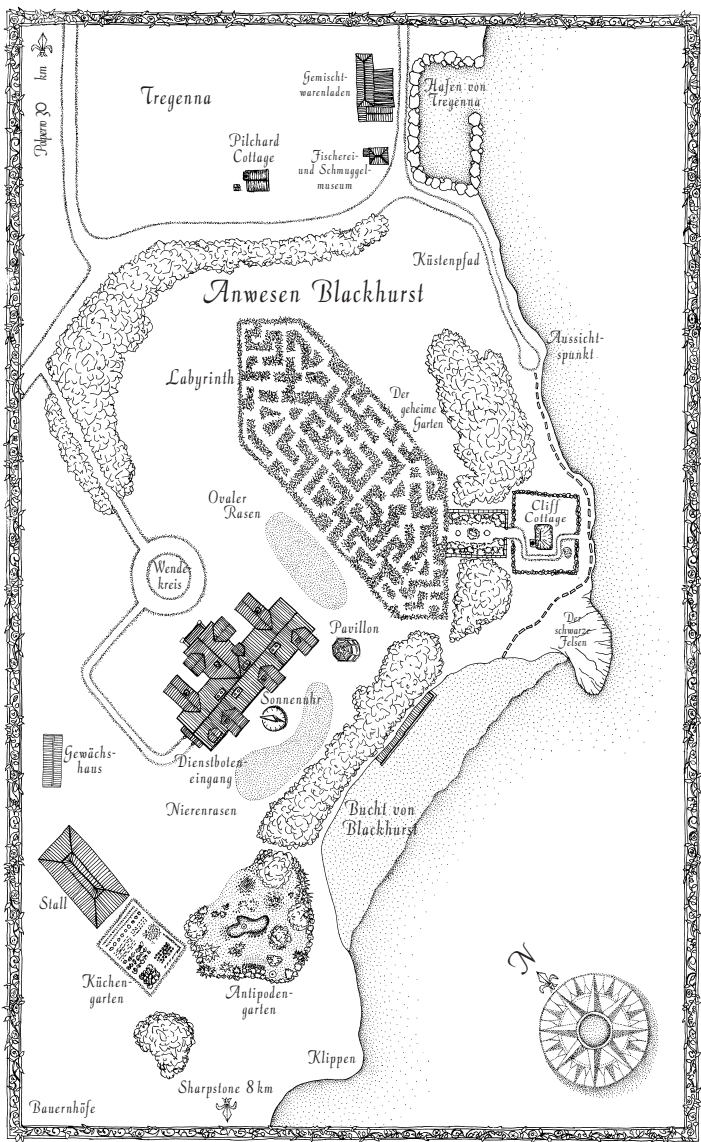 Polperro 30 km
Tregenna
Gemischt-
warenladen
Hafen von
Tregenna
Pilchard
Cottage
Fischerei-
und Schmuggel-
museum
Küstenpfad
Anwesen Blackhurst
Aussicht-
spunkt
Labyrinth
Der
geheime
Garten
Ovaler
Rasen
Cliff
Cottage
Wende-
kreis
Der
schwarze
Felsen
Pavillon
Sonnenuhr
Gewächs-
haus
Dienstboten-
eingang
Nierenrasen
Bucht von
Blackhurst
Stall
Küchen-
garten
Antipoden-
garten
N
Klippen
Sharpstone 8 km
Bauernhöfe